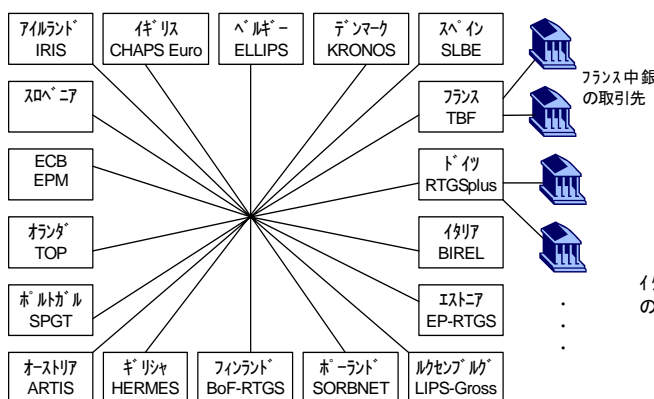 ｱｲﾙﾗﾝﾄﾞ
IRIS
ｲｷﾞﾘｽ
CHAPS Euro
ﾍﾞﾙｷﾞｰ
ELLIPS
ﾃﾞﾝﾏｰｸ
KRONOS
ｽﾍﾟｲﾝ
SLBE
ﾌﾗﾝｽ中銀
の取引先
ｽﾛﾍﾞﾆｱ
ﾌﾗﾝｽ
TBF
ECB
EPM
ﾄﾞｲﾂ
RTGSplus
ｵﾗﾝﾀﾞ
TOP
ｲﾀﾘｱ
BIREL
ﾎﾟﾙﾄｶﾞﾙ
SPGT
ｴｽﾄﾆｱ
EP-RTGS
の
ｵｰｽﾄﾘｱ
ARTIS
ｷﾞﾘｼｬ
HERMES
ﾌｨﾝﾗﾝﾄﾞ
BoF-RTGS
ﾎﾟｰﾗﾝﾄﾞ
SORBNET
ﾙｸｾﾝﾌﾞﾙｸﾞ
LIPS-Gross